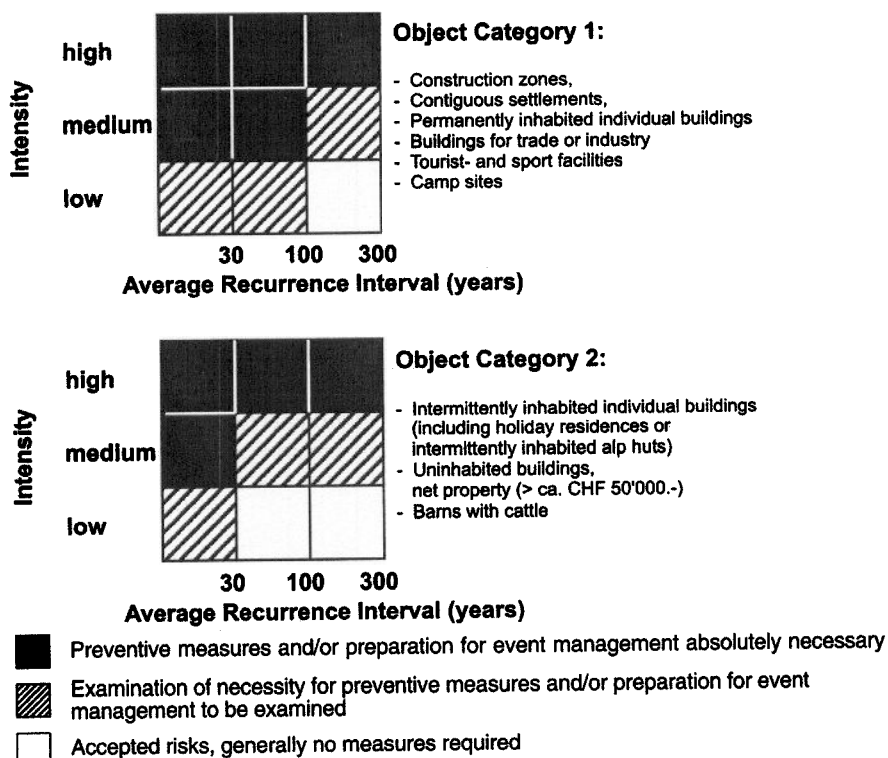 high
medium
low
Intensity
30 100 300
Average Recurrence Interval (years)
Object Category 1:
- Construction zones,
- Contiguous settlements,
- Permanently inhabited individual buildings
- Buildings for trade or industry
- Tourist- and sport facilities
- Camp sites
high
medium
low
Intensity
30 100 300
Average Recurrence Interval (years)
Object Category 2:
- Intermittently inhabited individual buildings
(including holiday residences or
intermittently inhabited alp huts)
- Uninhabited buildings,
net property (> ca. CHF 50'000.-)
- Barns with cattle
Preventive measures and/or preparation for event management absolutely necessary
Examination of necessity for preventive measures and/or preparation for event
management to be examined
Accepted risks, generally no measures required